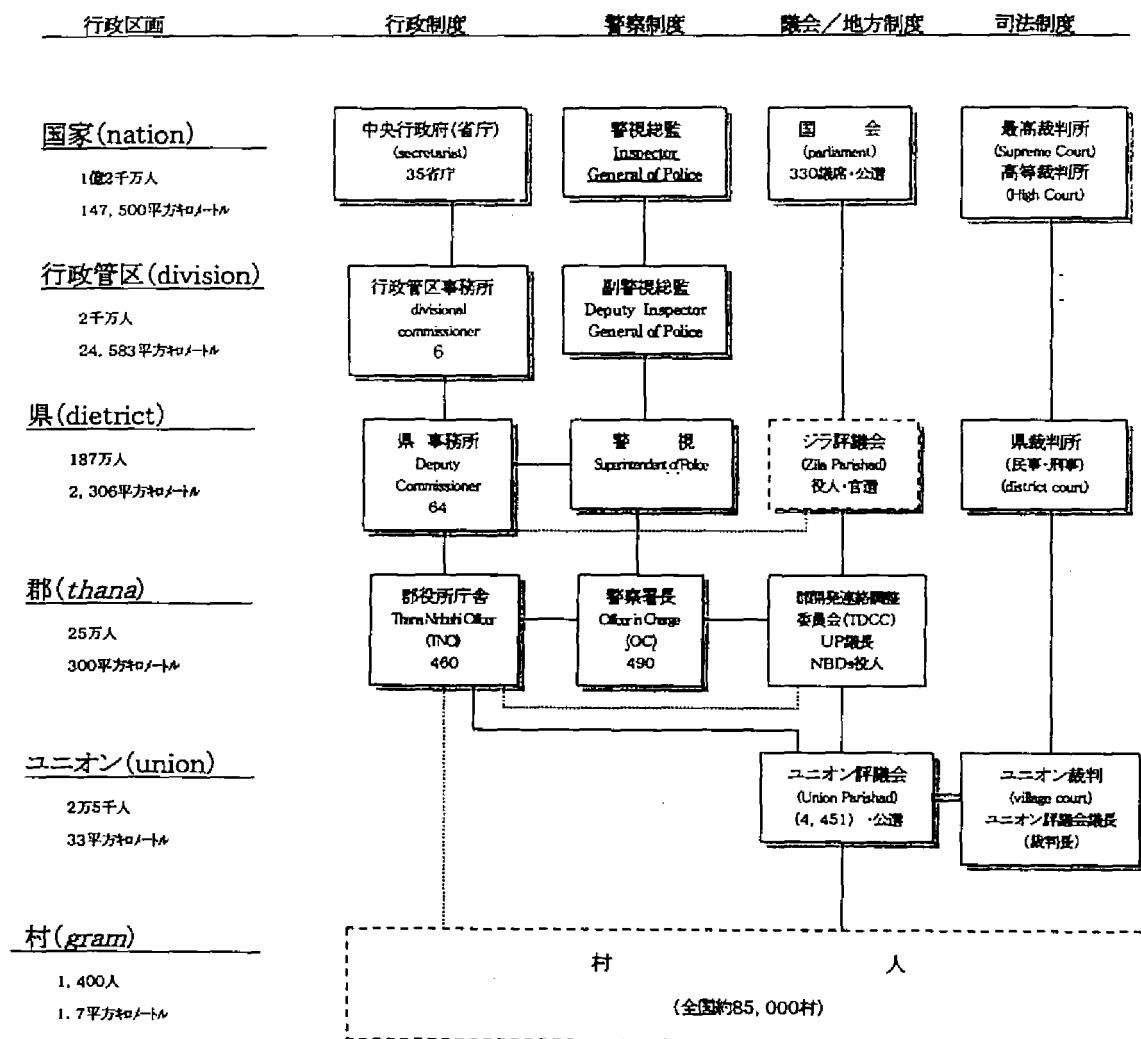 行政区画 行政制度 警察制度 議会／地方制度 司法制度
国家(nation)
1億2千万人
147,500平方キロメートル
中央行政府(省庁)
(secretarist)
35省庁
警視総監
Inspector
General of Police
国 会
(parliament)
330議席・公選
最高裁判所
(Supreme Court)
高等裁判所
(High Court)
行政管区(division)
2千万人
24,583平方キロメートル
行政管区事務所
divisional
commissioner
6
副警視総監
Deputy Inspector
General of Police
県(dietrict)
187万人
2,306平方キロメートル
県 事務所
Deputy
Commissioner
64
警 視
Superintendent of Police
ジラ評議会
(Zila Parishad)
役人・官選
県裁判所
(民事・刑事)
(district court)
郡(thana)
25万人
300平方キロメートル
郡役所庁舎
Thana Nirbahi Officer
(TNO)
460
警察署長
Officer in Charge
(OC)
490
郡開発連絡調整
委員会(TDCC)
UP議長
NBDs役人
ユニオン(union)
2万5千人
33平方キロメートル
ユニオン評議会
(Union Parishad)
(4,451)・公選
ユニオン裁判
(village court)
ユニオン評議会議長
(裁判長)
村(gram)
1,400人
1.7平方キロメートル
村 人
(全国約85,000村)